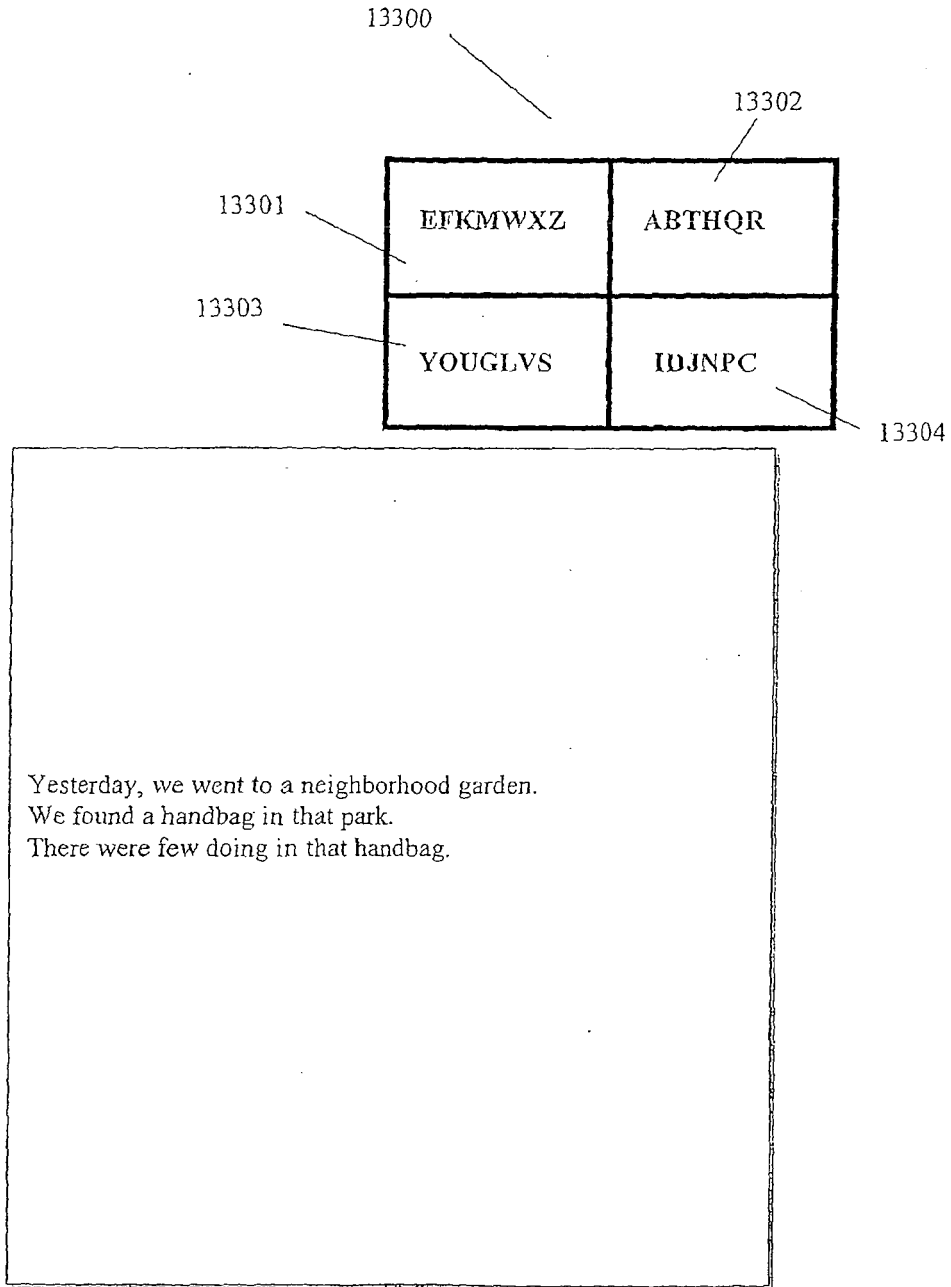 13300
13302
13301
EFKMWXZ
ABTHQR
13303
YOUGLVS
IDJNPC
13304
Yesterday, we went to a neighborhood garden.
We found a handbag in that park.
There were few doing in that handbag.